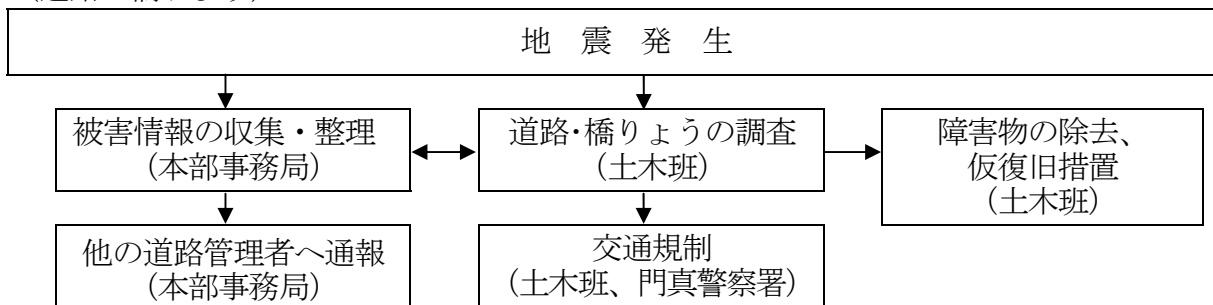 地 震 発 生
被害情報の収集・整理
（本部事務局）
道路・橋りょうの調査
（土木班）
障害物の除去、
仮復旧措置
（土木班）
他の道路管理者へ通報
（本部事務局）
交通規制
（土木班、門真警察署）